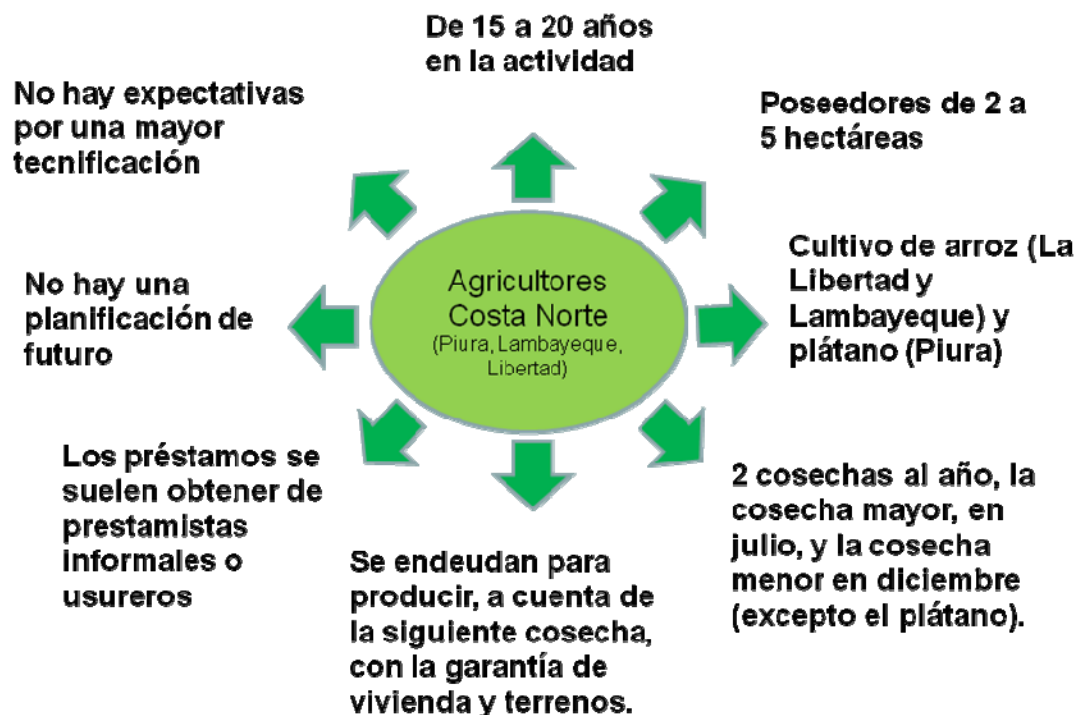 De 15 a 20 años
en la actividad
No hay expectativas
por una mayor
tecnificación
Poseedores de 2 a
5 hectáreas
Agricultores
Costa Norte
(Piura, Lambayeque,
Libertad)
No hay una
planificación de
futuro
Cultivo de arroz (La
Libertad y
Lambayeque) y
plátano (Piura)
Los préstamos se
suelen obtener de
prestamistas
informales o
usureros
Se endeudan para
producir, a cuenta de
la siguiente cosecha,
con la garantía de
vivienda y terrenos.
2 cosechas al año, la
cosecha mayor, en
julio, y la cosecha
menor en diciembre
(excepto el plátano).